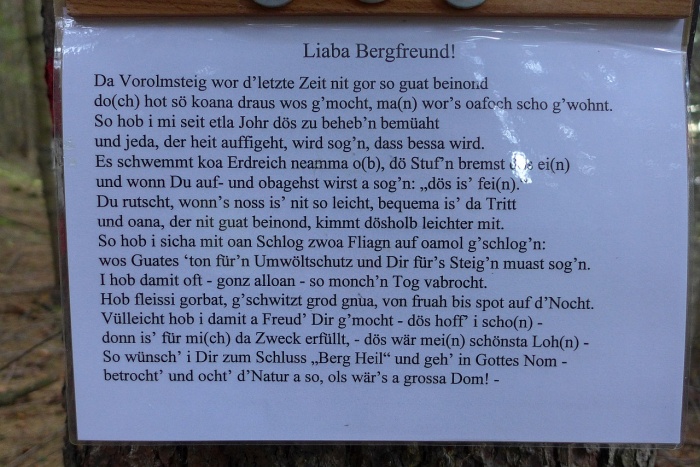 Liaba Bergfreund!
Da Vorolmsteig wor d'letzte Zeit nit gor so guat beinond
do(ch) hot sö koana draus wos g'mocht, ma(n) wor's oafoch scho g'wohnt.
So hob i mi seit etla Johr dös zu beheb'n bemüaht
und jeda, der heit auffigeht, wird sog'n, dass bessa wird.
Es schwemmt koa Erdreich neamma o(b), dö Stuf'n bremst ei(n)
und wonn Du auf- und obagehst wirst a sog'n: „dös is' fei(n)."
Du rutscht, wonn's noss is' nit so leicht, bequema is' da Tritt
und oana, der nit guat beinond, kimmt dösholb leichter mit.
So hob i sicha mit oan Schlog zwoa Fliagn auf oamol g'schlog'n:
wos Guates 'ton für'n Umwöltschutz und Dir für's Steig'n muast sog'n.
I hob damit oft - gonz alloan - so monch'n Tog vabrocht.
Hob fleissi gorbat, g'schwitzt grod gnua, von fruah bis spot auf d'Nocht.
Vülleicht hob i damit a Freud' Dir g'mocht - dös hoff' i scho(n) -
donn is' für mi(ch) da Zweck erfüllt, - dös wär mei(n) schönsta Loh(n) -
So wünsch' i Dir zum Schluss „Berg Heil" und geh' in Gottes Nom -
betrocht' und ocht' d'Natur a so, ols wär's a grossa Dom! -